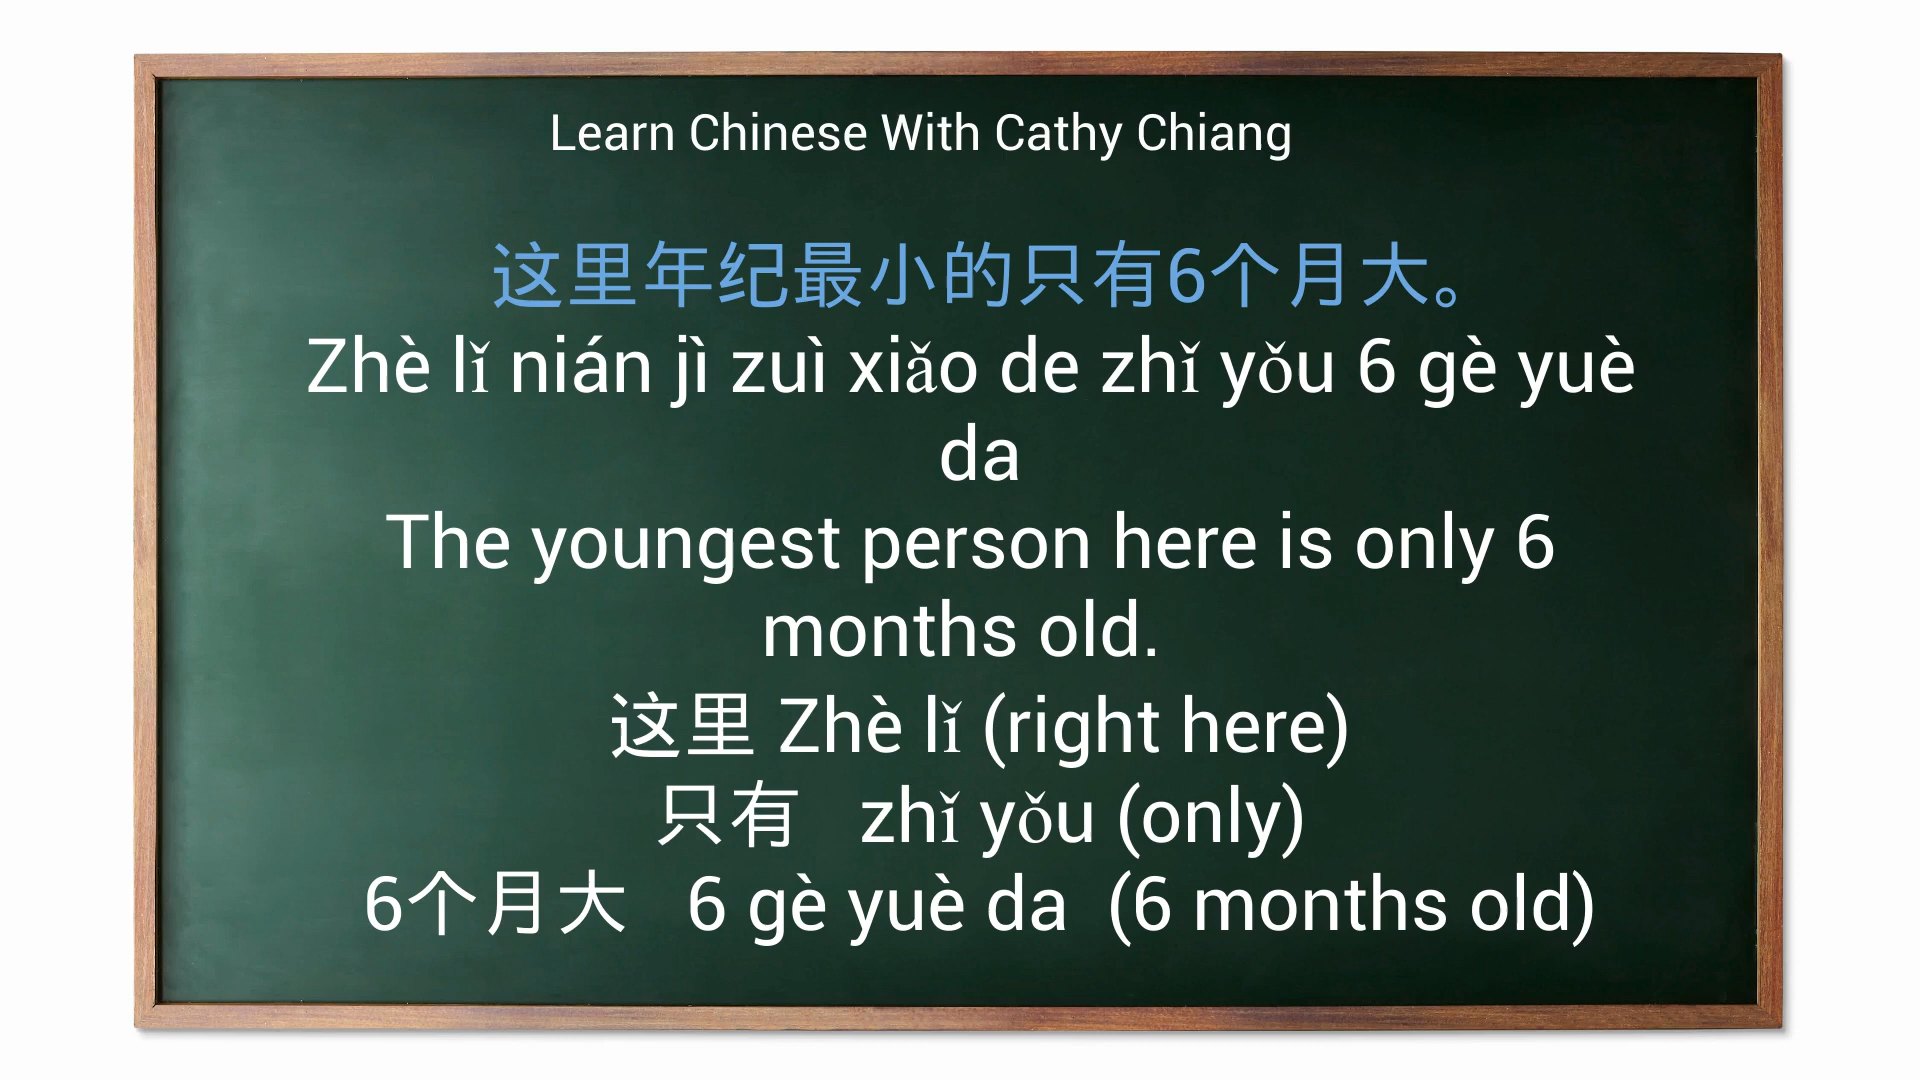 Learn Chinese With Cathy Chiang
这里年纪最小的只有6个月大。
Zhè lǐ nián jì zuì xiǎo de zhǐ yǒu 6 gè yuè
da
The youngest person here is only 6
months old.
这里 Zhè lǐ (right here)
只有 zhǐ yǒu (only)
6个月大 6 gè yuè da (6 months old)